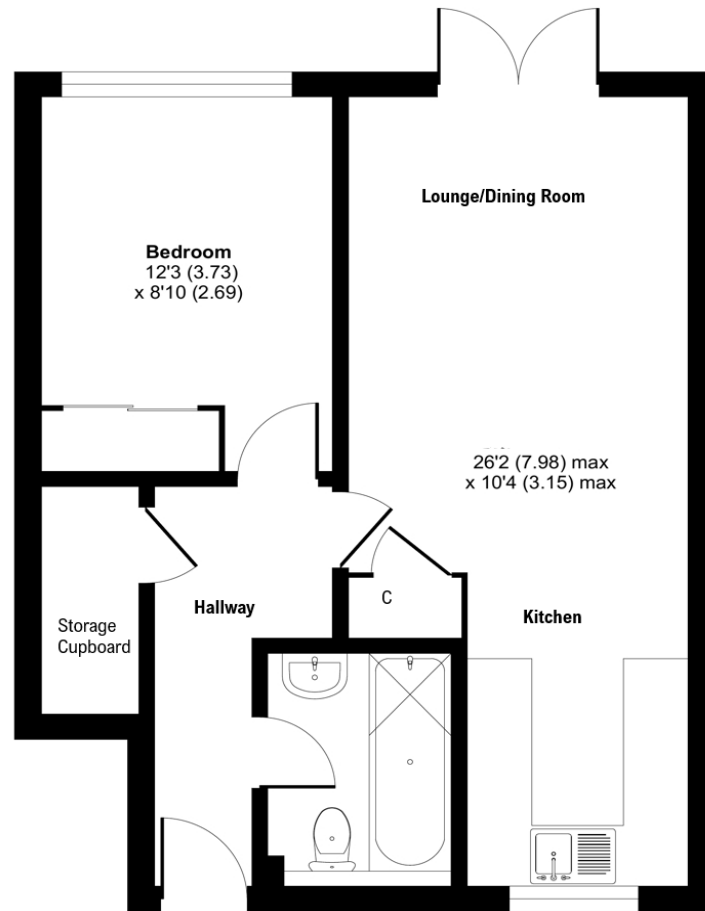 Lounge/Dining Room
Bedroom
12'3 (3.73)
x 8'10 (2.69)
26'2 (7.98) max
x 10'4 (3.15) max
C
Hallway
Kitchen
Storage
Cupboard